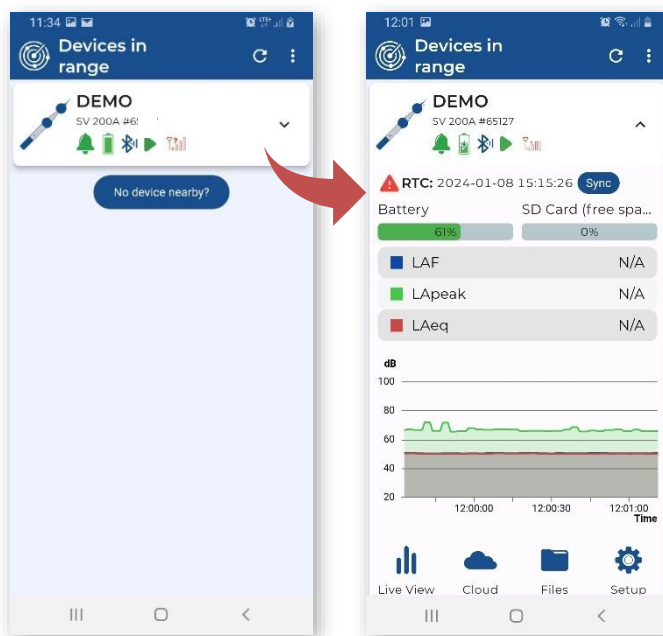 11:34
Devices in
range
DEMO
SV 200A #65
No device nearby?
12:01
Devices in
range
DEMO
SV 200A #65127
RTC: 2024-01-08 15:15:26 Sync
Battery SD Card (free spa...
61% 0%
LAF N/A
LApeak N/A
LAeq N/A
dB
100
80
60
40
20
12:00:00 12:00:30 12:01:00
Time
Live View Cloud Files Setup